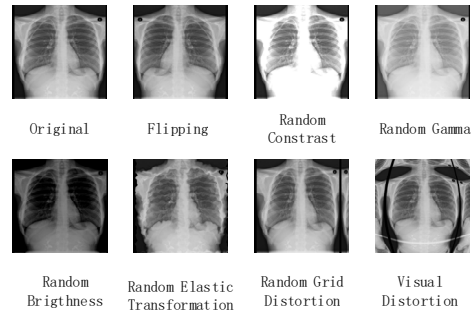 Original
Flipping
Random
Constrast
Random Gamma
Random
Brigthness
Random Elastic
Transformation
Random Grid
Distortion
Visual
Distortion